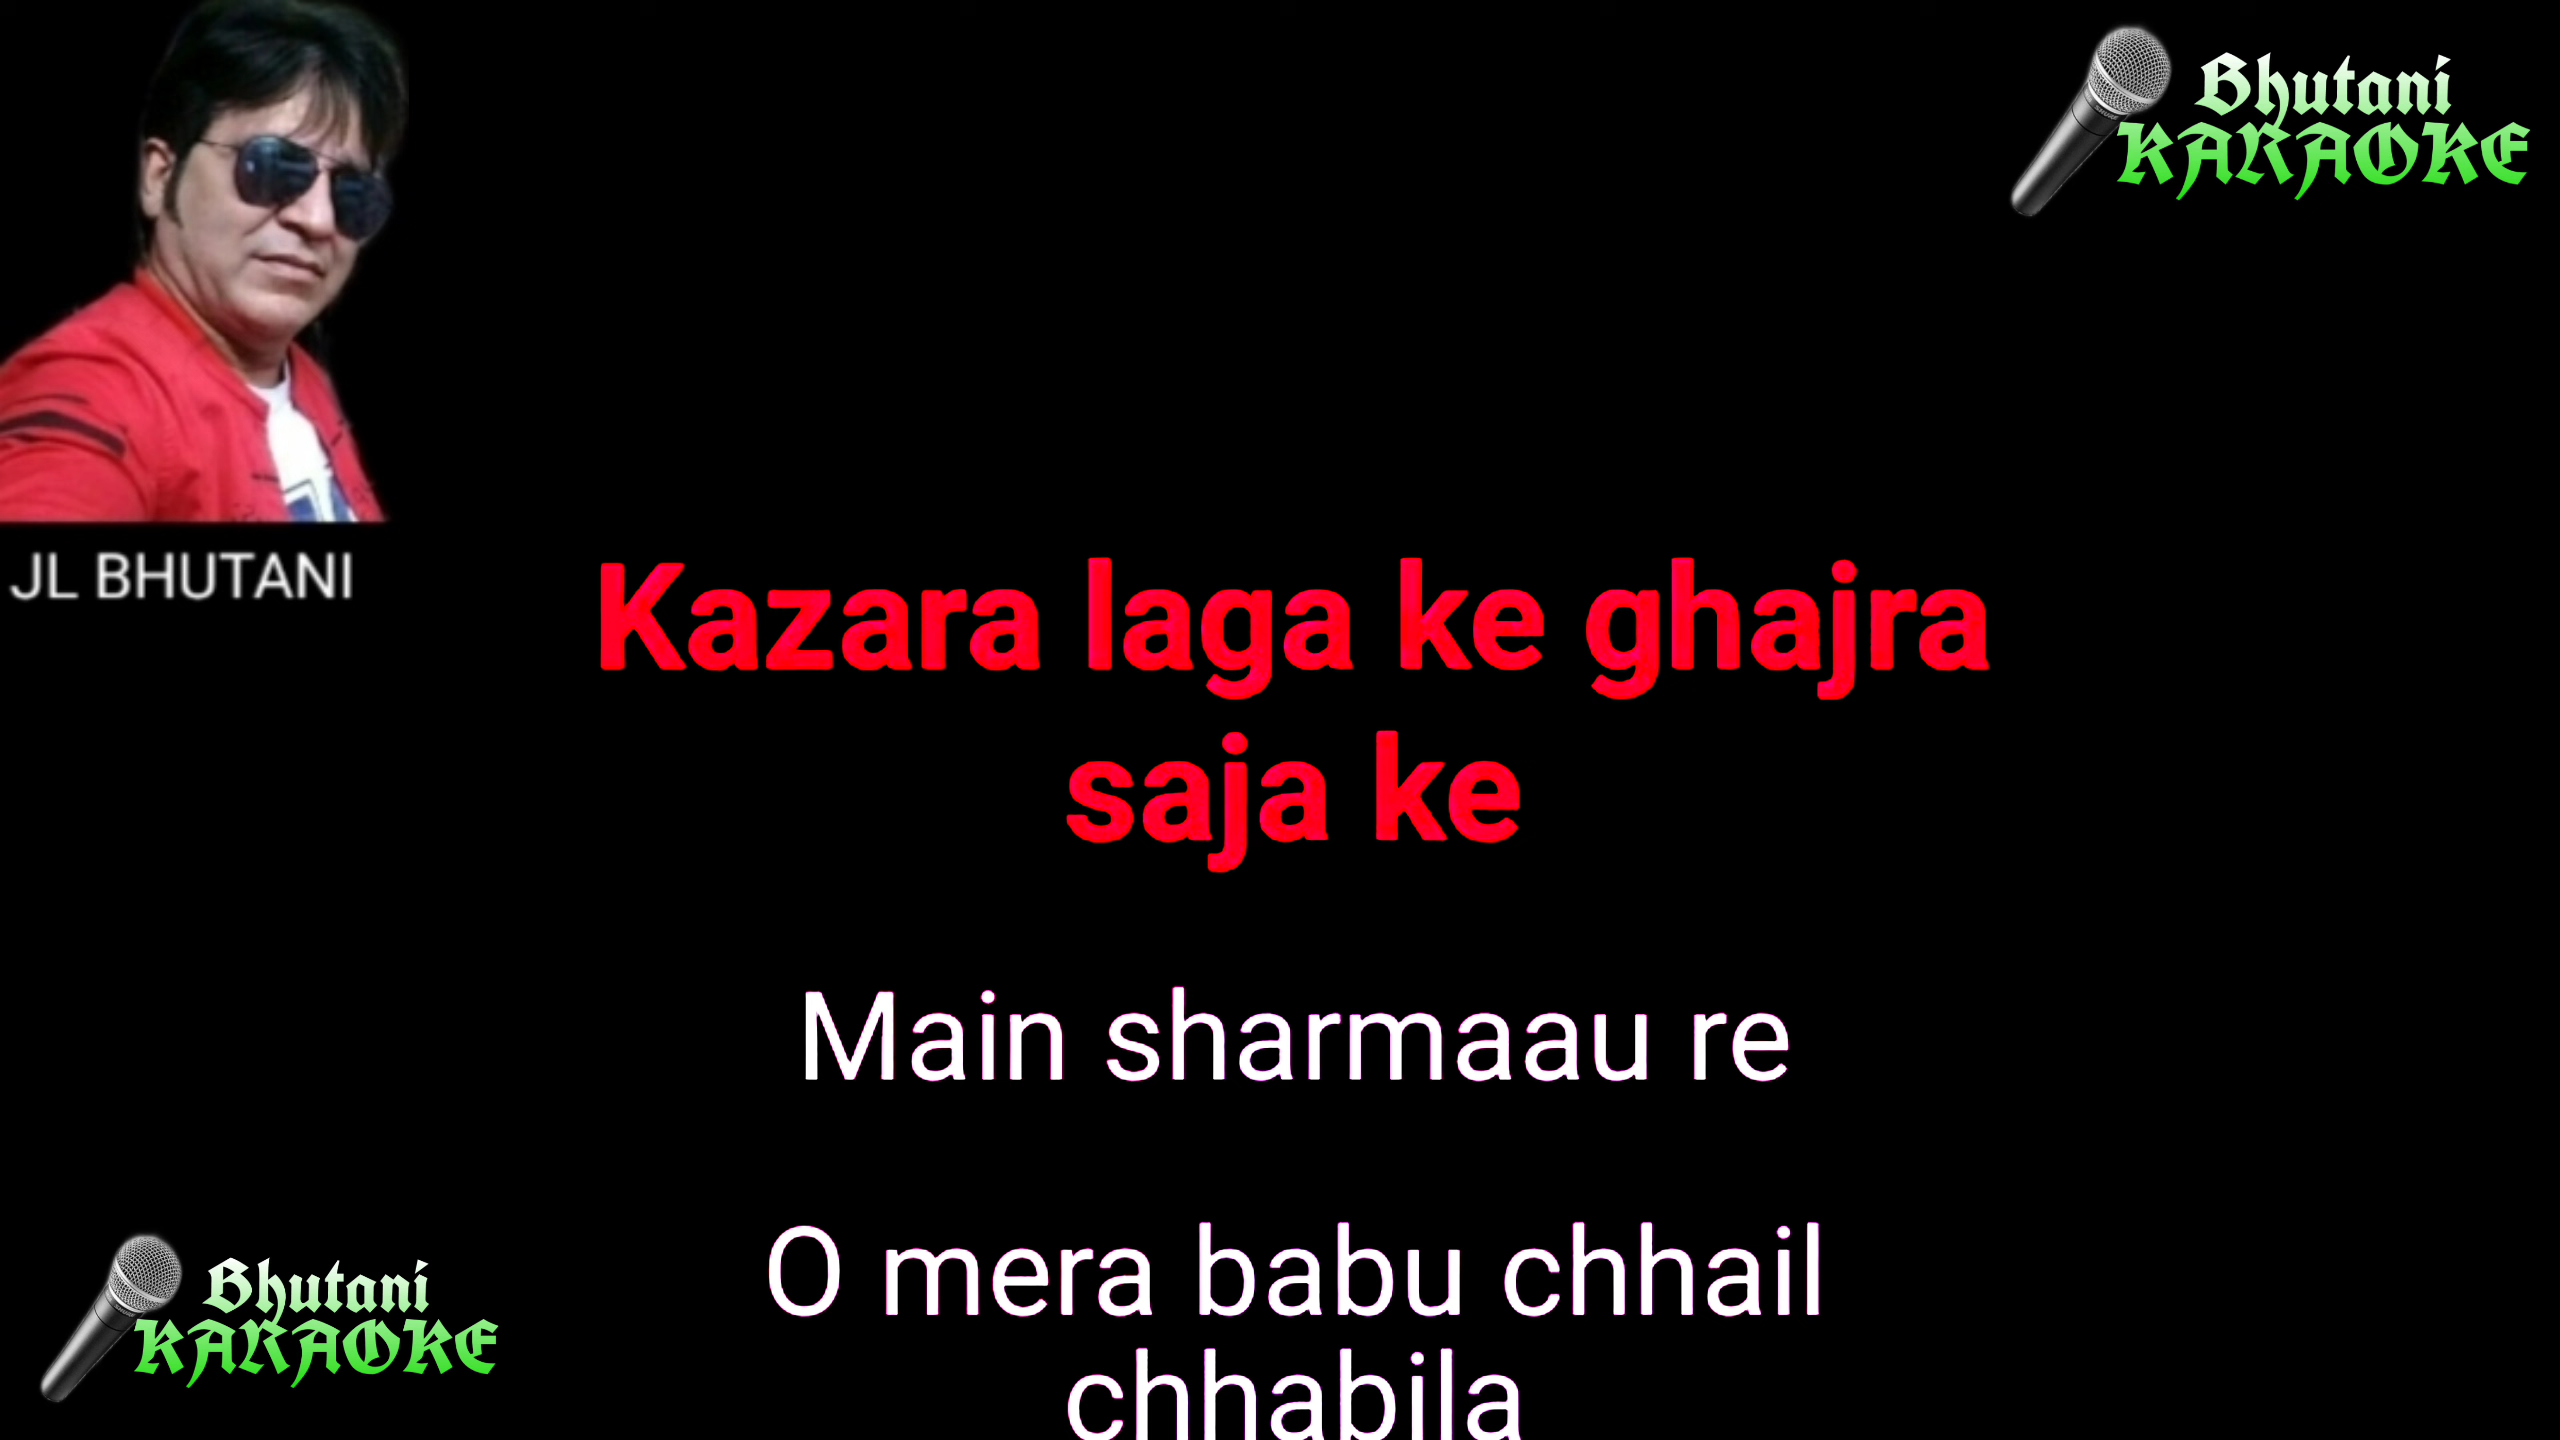 Bhutani
KARAOKE
JL BHUTANI
Kazara laga ke ghajra
saja ke
Main sharmaau re
O mera babu chhail
chhabila
Bhutani
KARAOKE